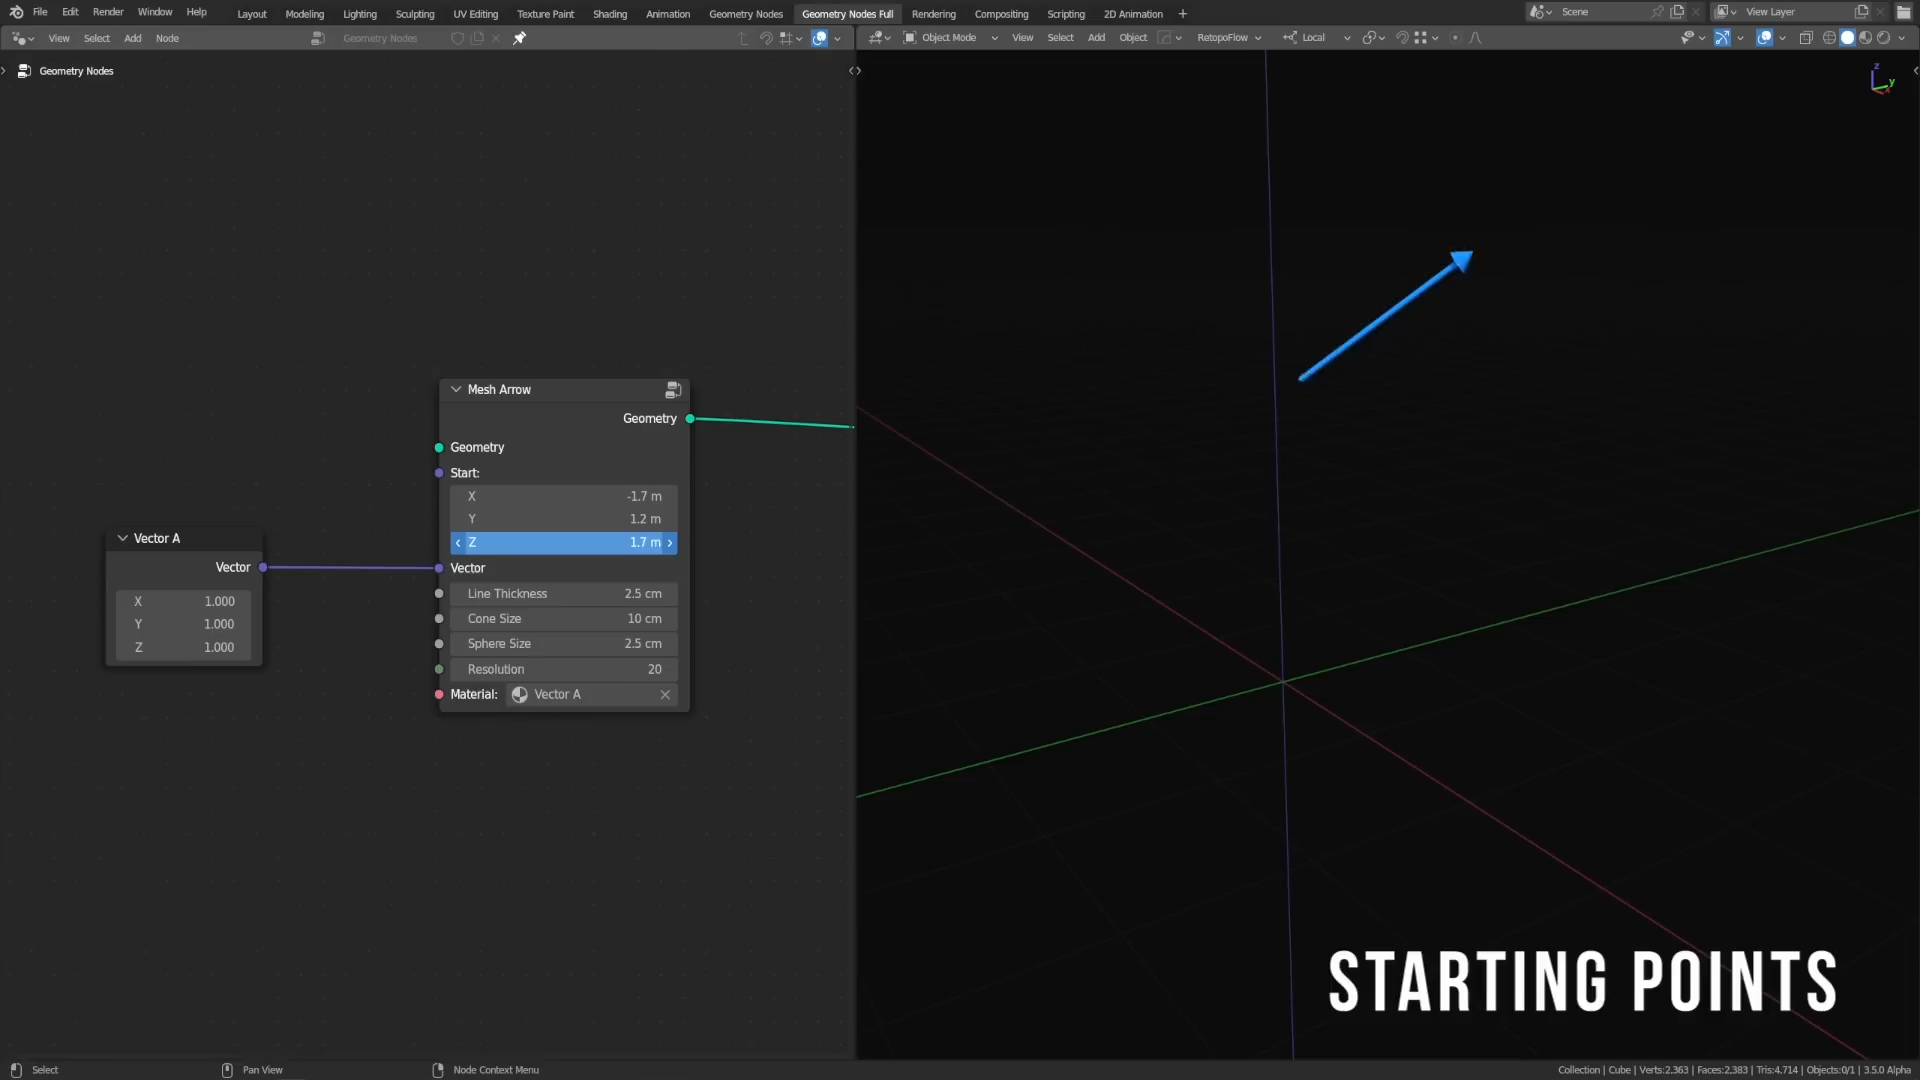 File Edit Render Window Help Layout Modeling Lighting Sculpting UV Editing Texture Paint Shading Animation Geometry Nodes Geometry Nodes Full Rendering Compositing Scripting 2D Animation + Scene View Layer
View Select Add Node Geometry Nodes Object Mode View Select Add Object RetopoFlow Local
Geometry Nodes
Z
Y
X
Mesh Arrow
Geometry
Geometry
Start:
X -1.7 m
Y 1.2 m
Z 1.7 m
Vector
Line Thickness 2.5 cm
Cone Size 10 cm
Sphere Size 2.5 cm
Resolution 20
Material: Vector A
Vector A
Vector
X 1.000
Y 1.000
Z 1.000
STARTING POINTS
Select Pan View Node Context Menu Collection | Cube | Verts:2,363 | Faces:2,383 | Tris:4,714 | Objects:0/1 | 3.5.0 Alpha